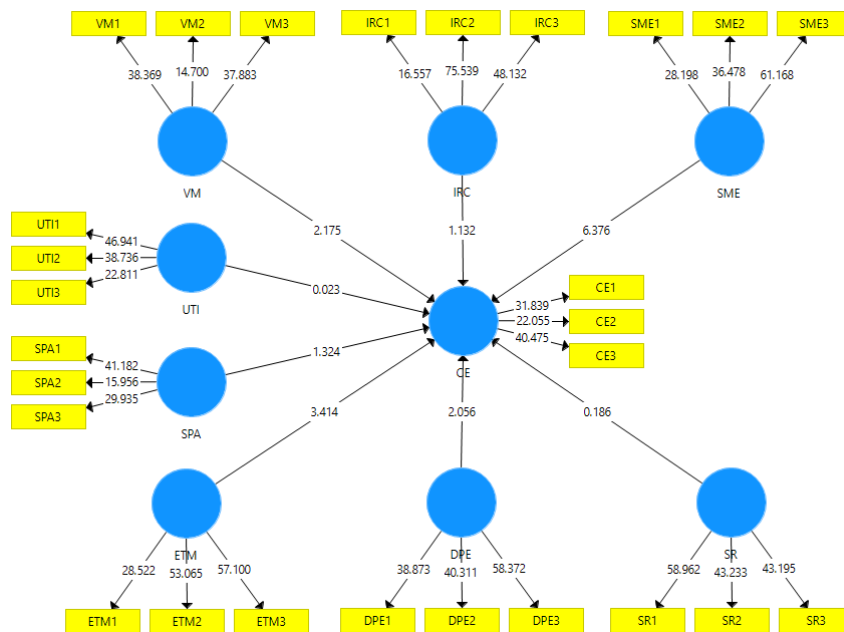 VM1 VM2 VM3 IRC1 IRC2 IRC3 SME1 SME2 SME3
38.369 14.700 37.883 16.557 75.539 48.132 28.198 36.478 61.168
VM IRC SME
UTI1
UTI2
UTI3
46.941
38.736
22.811
UTI
2.175
1.132
6.376
0.023
CE1
CE2
CE3
31.839
22.055
40.475
CE
SPA1
SPA2
SPA3
41.182
15.956
29.935
SPA
1.324
3.414
2.056
0.186
ETM DPE SR
28.522 53.065 57.100 38.873 40.311 58.372 58.962 43.233 43.195
ETM1 ETM2 ETM3 DPE1 DPE2 DPE3 SR1 SR2 SR3